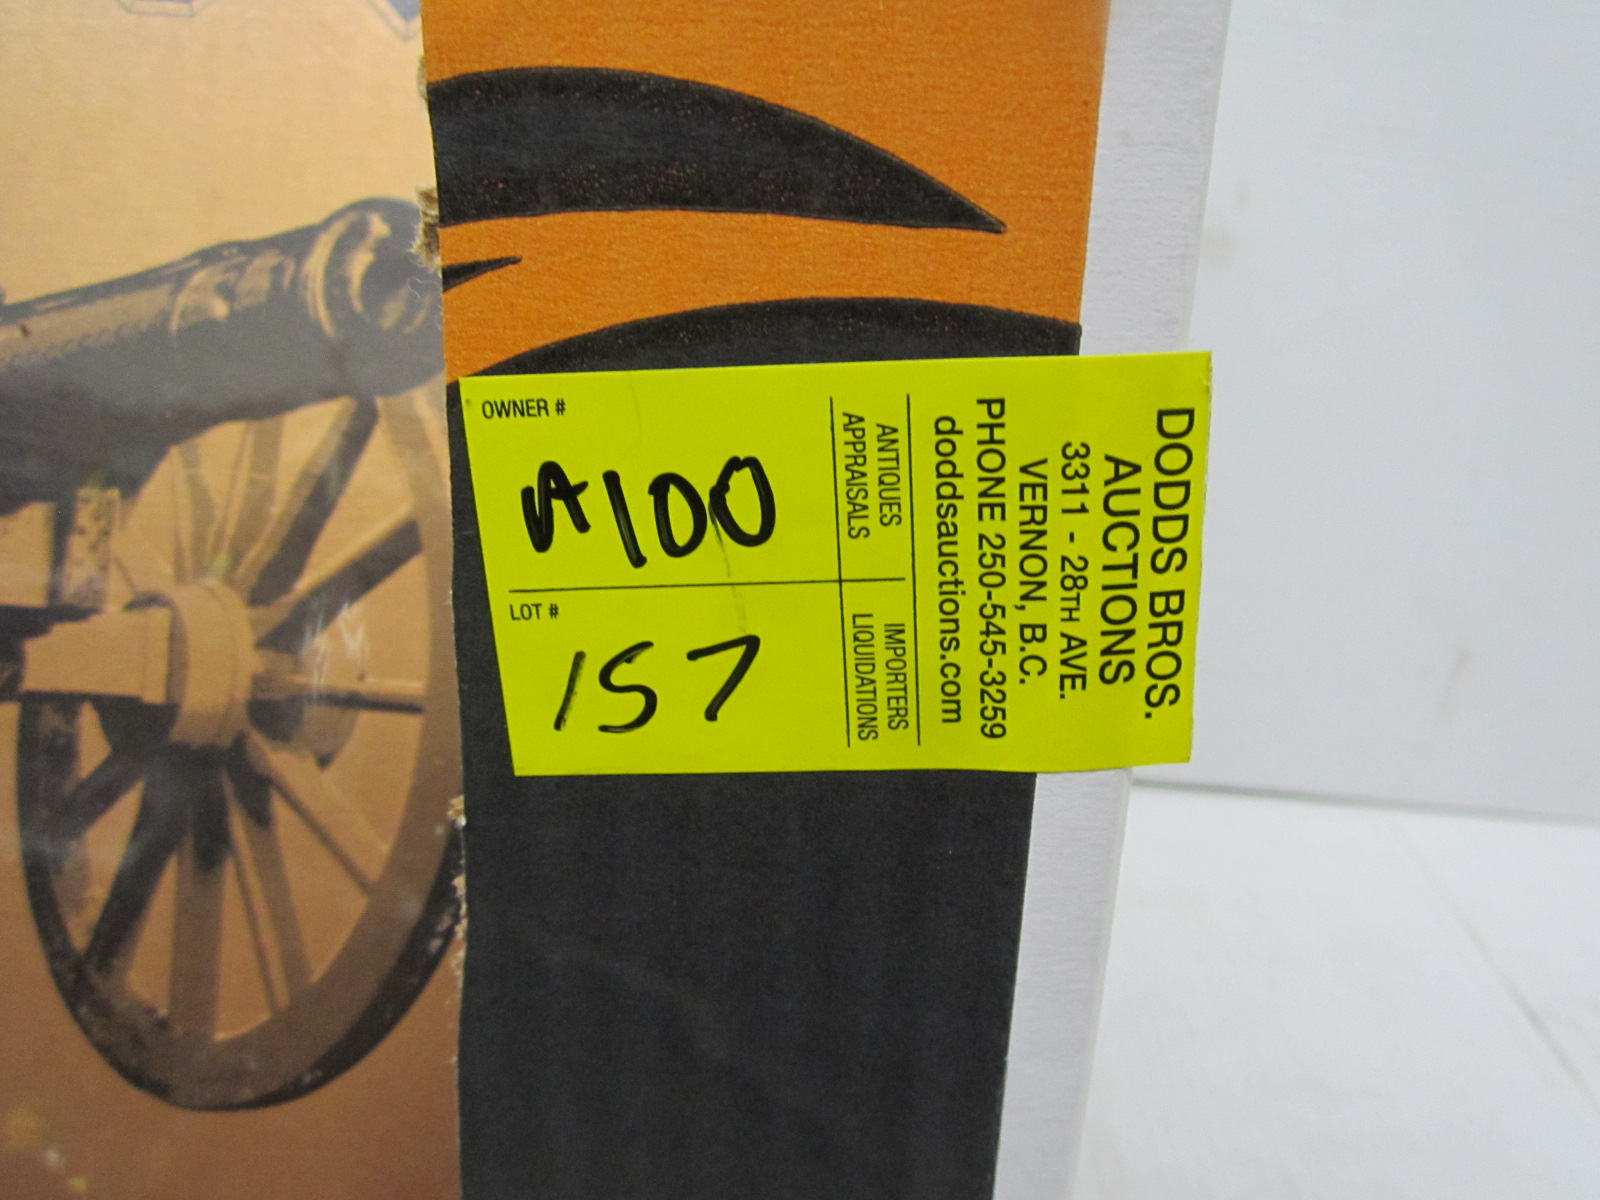 DODDS BROS.
AUCTIONS
3311 - 28TH AVE.
VERNON, B.C.
PHONE 250-545-3259
doddsauctions.com
ANTIQUES IMPORTERS
APPRAISALS LIQUIDATIONS
OWNER #
A100
LOT #
157